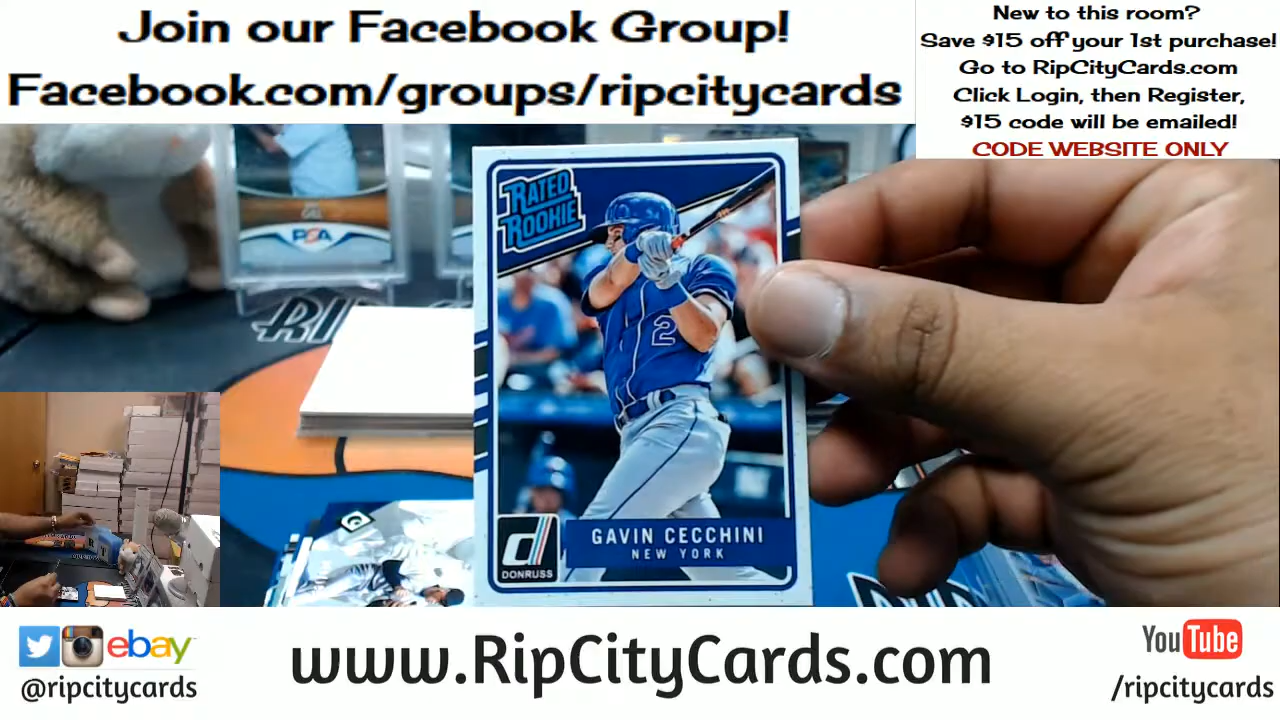 Join our Facebook Group!
Facebook.com/groups/ripcitycards
New to this room?
Save $15 off your 1st purchase!
Go to RipCityCards.com
Click Login, then Register,
$15 code will be emailed!
CODE WEBSITE ONLY
PSA
RATED
ROOKIE
2
GAVIN CECCHINI
NEW YORK
d
DONRUSS
ebay
@ripcitycards
www.RipCityCards.com
YouTube
/ripcitycards